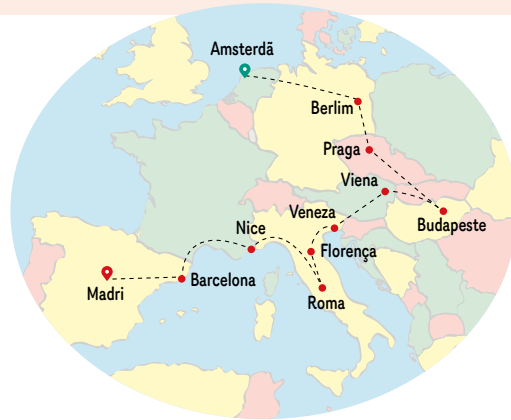 Amsterdã
Berlim
Praga
Viena
Veneza
Budapeste
Nice
Florença
Barcelona
Madri
Roma